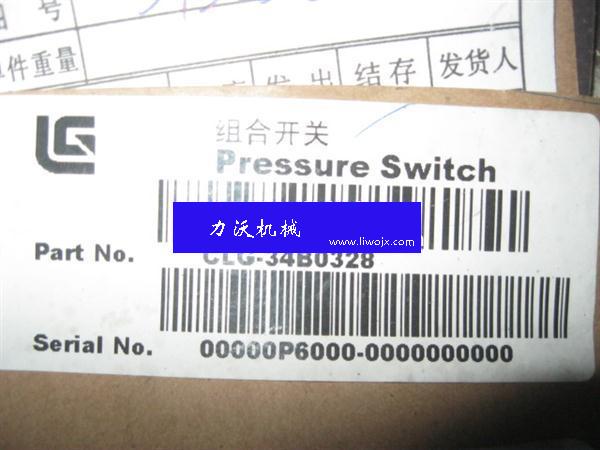 号
件重量
发 出
结存
发货人
LG
组合开关
Pressure Switch
力沃机械
www.liwojx.com
Part No. CLG-34B0328
Serial No. 00000P6000-0000000000